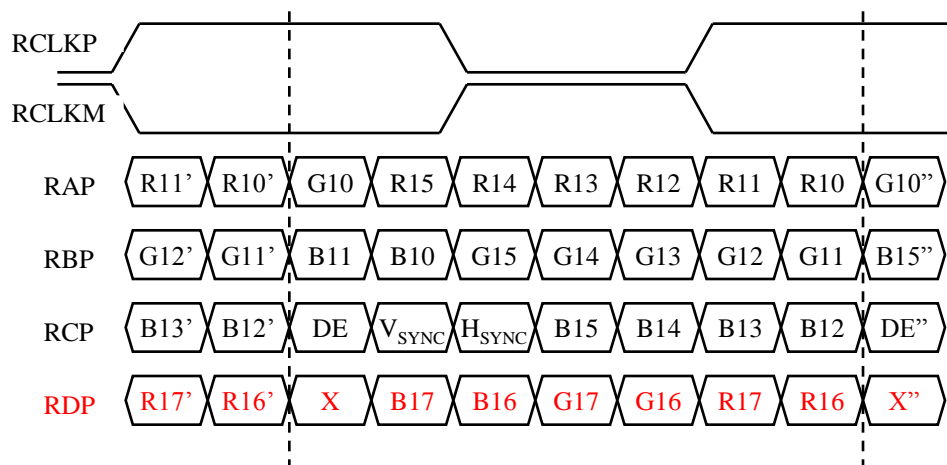 RCLKP
RCLKM
RAP R11’ R10’ G10 R15 R14 R13 R12 R11 R10 G10”
RBP G12’ G11’ B11 B10 G15 G14 G13 G12 G11 B15”
RCP B13’ B12’ DE VSYNC HSYNC B15 B14 B13 B12 DE”
RDP R17’ R16’ X B17 B16 G17 G16 R17 R16 X”